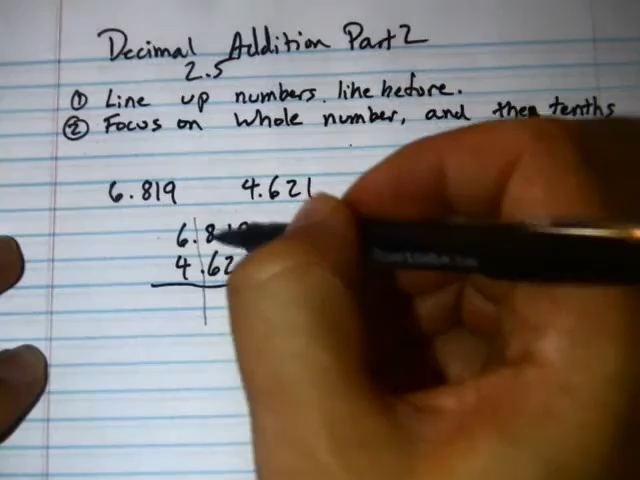 Decimal Addition Part 2
2.5
① Line up numbers like before.
② Focus on whole number, and then tenths
6.819 4.621
6.81
4.62